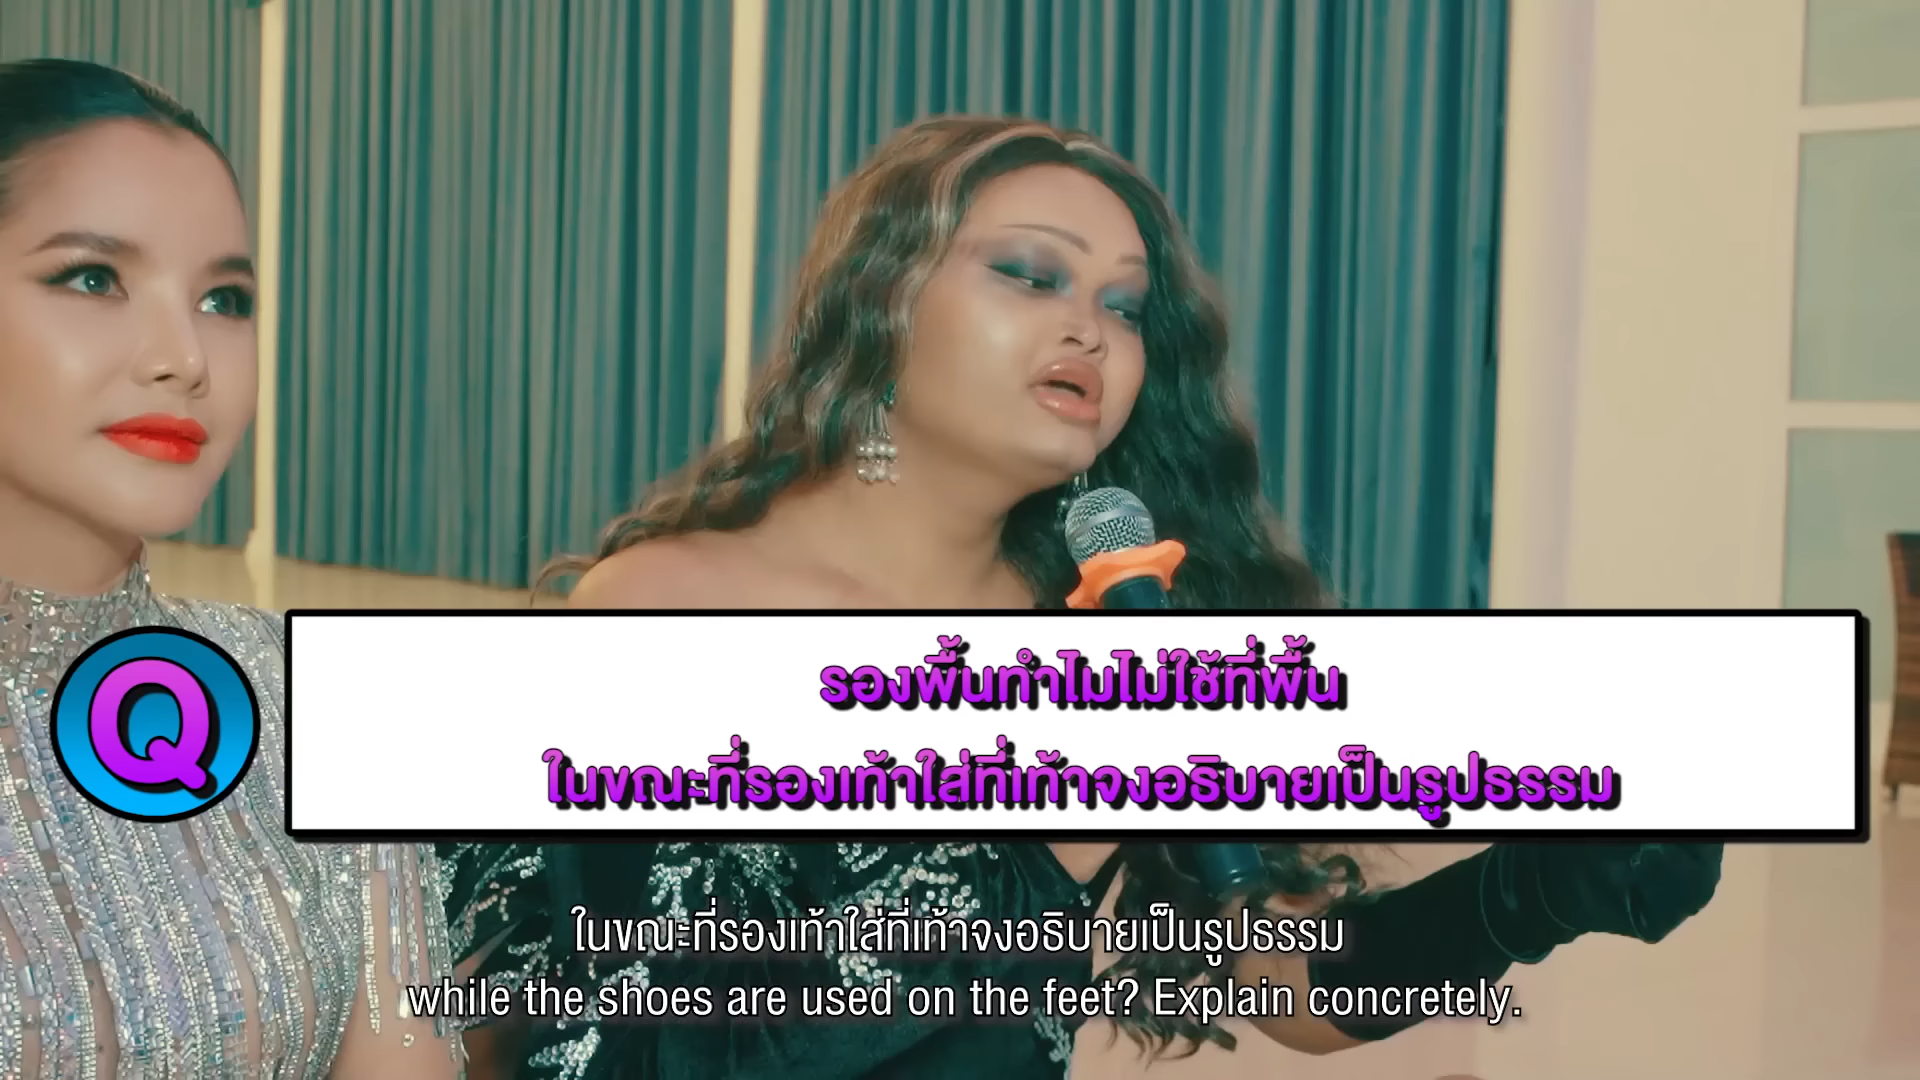 Q
รองพื้นทำไมไม่ใช้ที่พื้น
ในขณะที่รองเท้าใส่ที่เท้าจงอธิบายเป็นรูปธรรม
ในขณะที่รองเท้าใส่ที่เท้าจงอธิบายเป็นรูปธรรม
while the shoes are used on the feet? Explain concretely.